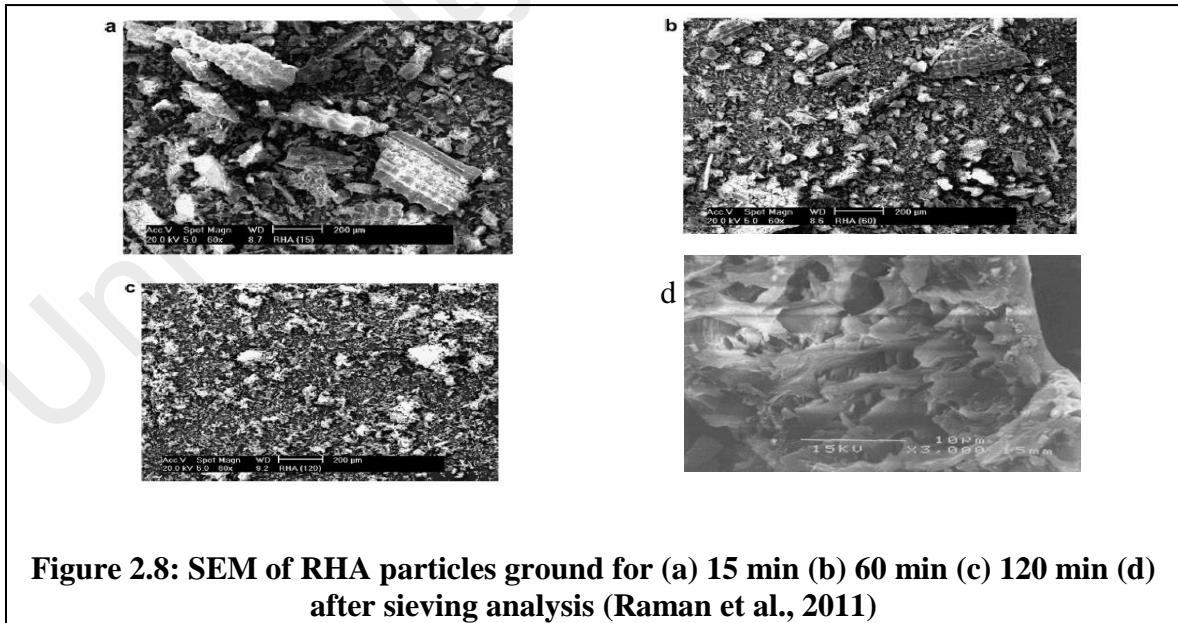 a
Acc.V Spot Magn WD 200 µm
20.0 kV 5.0 60x 8.7 RHA (15)
b
Acc.V Spot Magn WD 200 µm
20.0 kV 5.0 60x 8.6 RHA (60)
c
Acc.V Spot Magn WD 200 µm
20.0 kV 5.0 60x 9.2 RHA (120)
d
10µm
15KU X3,000 15mm
Figure 2.8: SEM of RHA particles ground for (a) 15 min (b) 60 min (c) 120 min (d)
after sieving analysis (Raman et al., 2011)